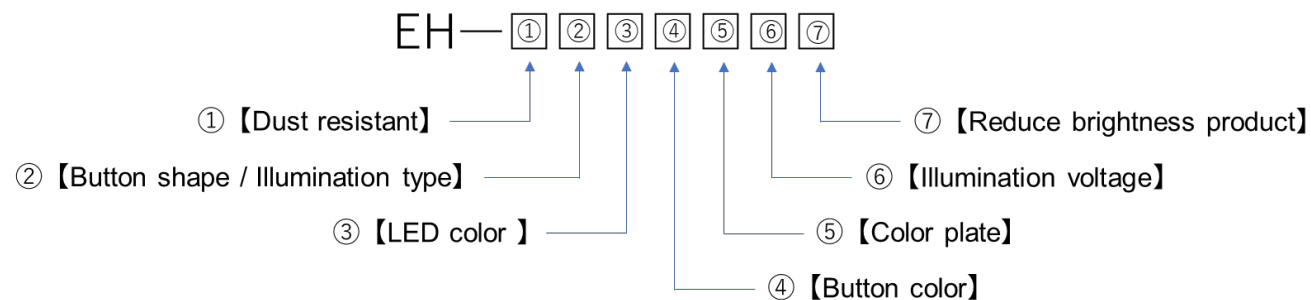 EH—①②③④⑤⑥⑦
①【Dust resistant】
⑦【Reduce brightness product】
②【Button shape / Illumination type】
⑥【Illumination voltage】
③【LED color 】
⑤【Color plate】
④【Button color】